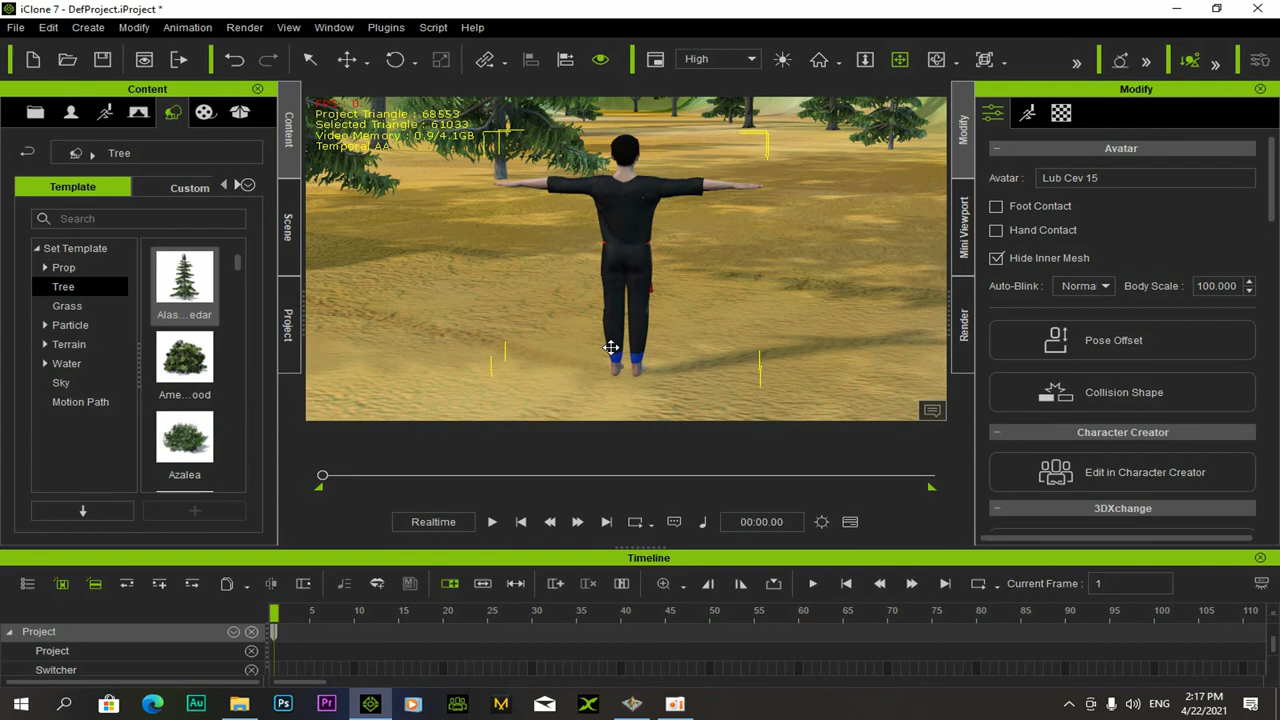 iClone 7 - DefProject.iProject *
File Edit Create Modify Animation Render View Window Plugins Script Help
High
Content
Modify
Tree
Template Custom
Search
Set Template
Prop
Tree
Grass
Particle
Terrain
Water
Sky
Motion Path
Alas...edar
Ame...ood
Azalea
Content
Scene
Project
FPS : 0
Project Triangle : 68553
Selected Triangle : 61033
Video Memory : 0.9/4.1GB
Temporal AA
Modify
Mini Viewport
Render
Avatar
Avatar : Lub Cev 15
Foot Contact
Hand Contact
Hide Inner Mesh
Auto-Blink : Norma Body Scale : 100.000
Pose Offset
Collision Shape
Character Creator
Edit in Character Creator
3DXchange
Realtime 00:00.00
Timeline
Current Frame : 1
5 10 15 20 25 30 35 40 45 50 55 60 65 70 75 80 85 90 95 100 105 110
Project
Project
Switcher
Au Ps Pr
ENG
2:17 PM
4/22/2021